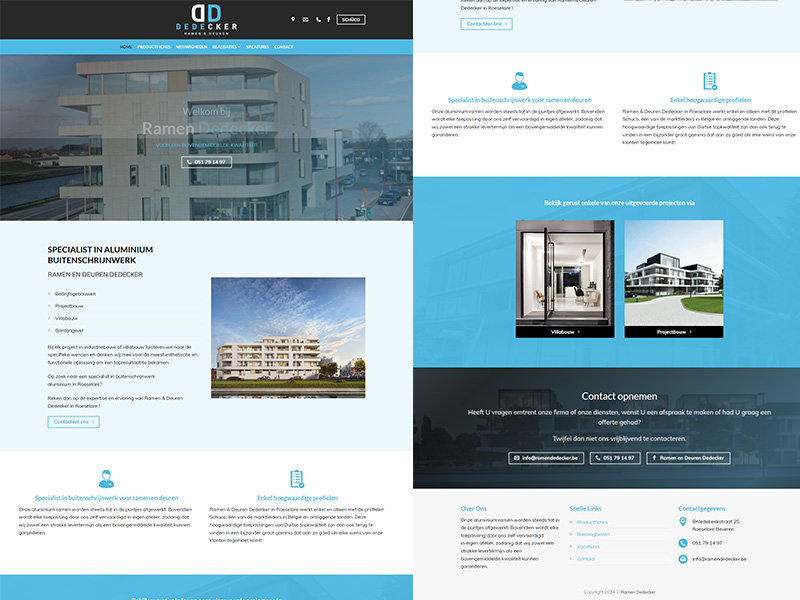 DEDECKER
RAMEN & DEUREN
SCHÜCO
HOME PRODUCTFICHES NIEUWIGHEDEN REALISATIES VACATURES CONTACT
Welkom bij
Ramen Dedecker
VOOR EEN BOVENGEMIDDELDE KWALITEIT
051 79 14 97
SPECIALIST IN ALUMINIUM
BUITENSCHRIJNWERK
RAMEN EN DEUREN DEDECKER
Bedrijfsgebouwen
Projectbouw
Villabouw
Gordijngevel
Bij elk project in industriebouw of villabouw luisteren we naar de
specifieke wensen en denken wij mee voor de meest esthetische en
functionele oplossing om een topresultaat te bekomen.
Op zoek naar een specialist in buitenschrijnwerk
aluminium in Roeselare?
Reken dan op de expertise en ervaring van Ramen & Deuren
Dedecker in Roeselare !
Contacteer ons
Specialist in buitenschrijnwerk voor ramen en deuren
Onze aluminium ramen worden steeds tot in de puntjes afgewerkt. Bovendien
wordt elke toepassing door ons zelf vervaardigd in eigen atelier, zodanig dat
wij zowel een strakke levertermijn als een bovengemiddelde kwaliteit kunnen
garanderen.
Enkel hoogwaardige profielen
Ramen & Deuren Dedecker in Roeselare werkt enkel en alleen met de profielen
Schuco, één van de marktleiders in België en omliggende landen. Deze
hoogwaardige toepassingen van Duitse topkwaliteit zijn dan ook terug te
vinden in een bijzonder groot gamma dat aan zo goed als elke wens van onze
klanten tegemoet komt!
Dedecker in Roeselare !
Contacteer ons
Specialist in buitenschrijnwerk voor ramen en deuren
Onze aluminium ramen worden steeds tot in de puntjes afgewerkt. Bovendien
wordt elke toepassing door ons zelf vervaardigd in eigen atelier, zodanig dat
wij zowel een strakke levertermijn als een bovengemiddelde kwaliteit kunnen
garanderen.
Enkel hoogwaardige profielen
Ramen & Deuren Dedecker in Roeselare werkt enkel en alleen met de profielen
Schuco, één van de marktleiders in België en omliggende landen. Deze
hoogwaardige toepassingen van Duitse topkwaliteit zijn dan ook terug te
vinden in een bijzonder groot gamma dat aan zo goed als elke wens van onze
klanten tegemoet komt!
Bekijk gerust enkele van onze uitgevoerde projecten via
Villabouw
Projectbouw
Contact opnemen
Heeft U vragen omtrent onze firma of onze diensten, wenst U een afspraak te maken of had U graag een
offerte gehad?
Twijfel dan niet ons vrijblijvend te contacteren.
info@ramendedecker.be
051 79 14 97
Ramen en Deuren Dedecker
Over Ons
Onze aluminium ramen worden steeds tot in
de puntjes afgewerkt. Bovendien wordt elke
toepassing door ons zelf vervaardigd
in eigen atelier, zodanig dat wij zowel een
strakke levertermijn als een
bovengemiddelde kwaliteit kunnen
garanderen.
Snelle Links
Productfiches
Nieuwigheden
Vacatures
Contact
Contactgegevens
Onledebeekstraat 25
Roeselare Beveren
051 79 14 97
info@ramendedecker.be
Copyright 2024 © Ramen Dedecker